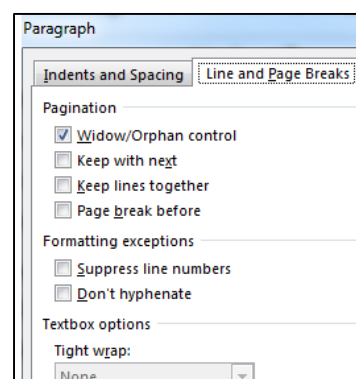 Paragraph
Indents and Spacing Line and Page Breaks
Pagination
Widow/Orphan control
Keep with next
Keep lines together
Page break before
Formatting exceptions
Suppress line numbers
Don't hyphenate
Textbox options
Tight wrap:
None